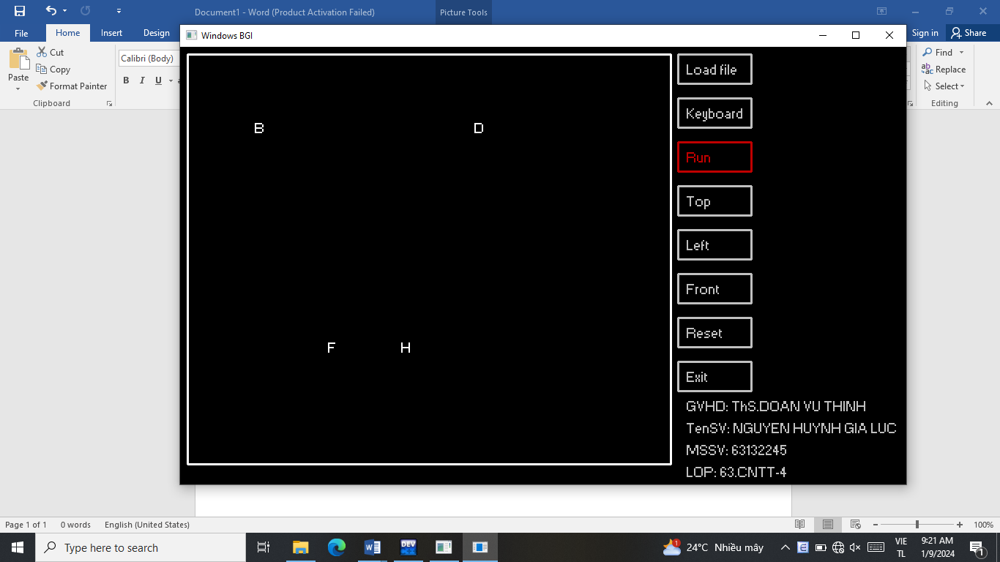 Document1 - Word (Product Activation Failed)
Picture Tools
File
Home
Insert
Design
Sign in
Share
Windows BGI
Paste
Cut
Copy
Format Painter
Clipboard
Calibri (Body)
B I U
Find
Replace
Select
Editing
B
D
F
H
Load file
Keyboard
Run
Top
Left
Front
Reset
Exit
GVHD: ThS.DOAN VU THINH
TenSV: NGUYEN HUYNH GIA LUC
MSSV: 63132245
LOP: 63.CNTT-4
Page 1 of 1
0 words
English (United States)
100%
Type here to search
DEV
24°C Nhiều mây
VIE
TL
9:21 AM
1/9/2024